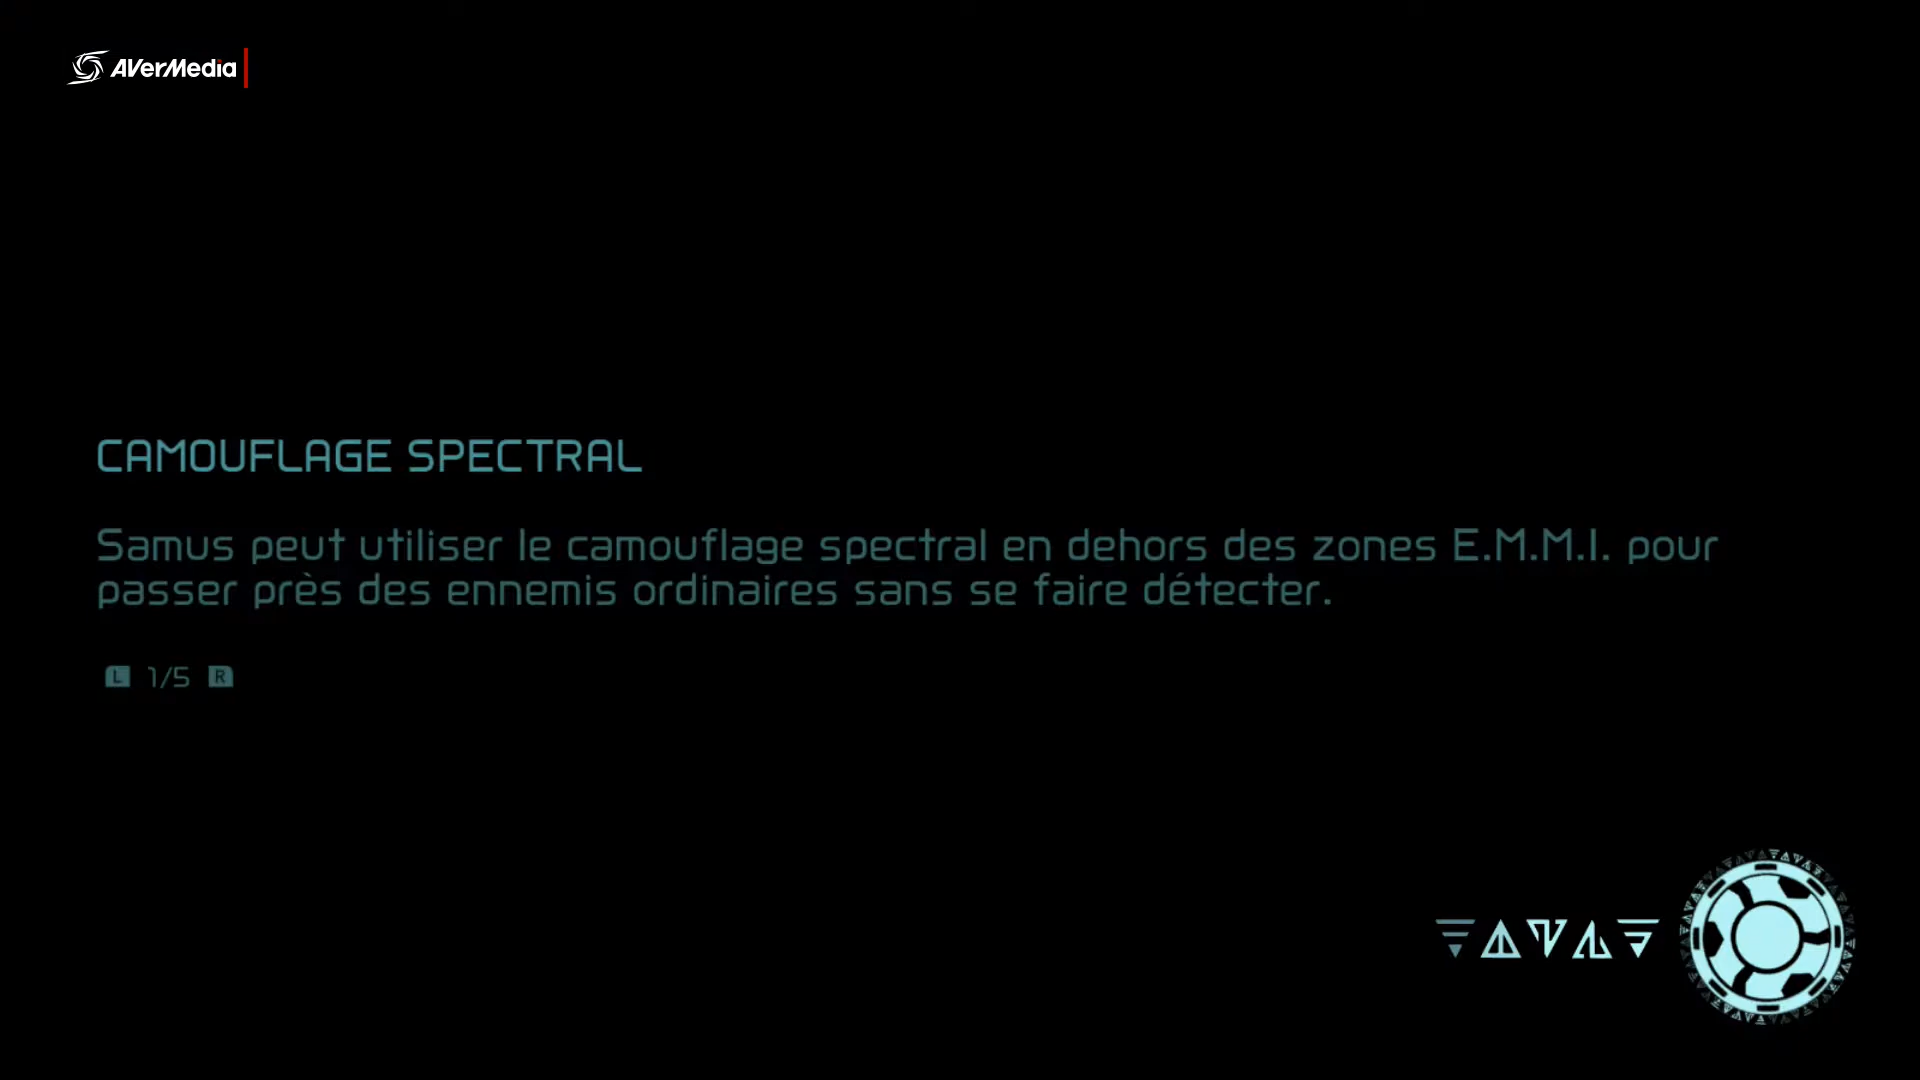 AVerMedia
CAMOUFLAGE SPECTRAL
Samus peut utiliser le camouflage spectral en dehors des zones E.M.M.I. pour
passer près des ennemis ordinaires sans se faire détecter.
L 1/5 R